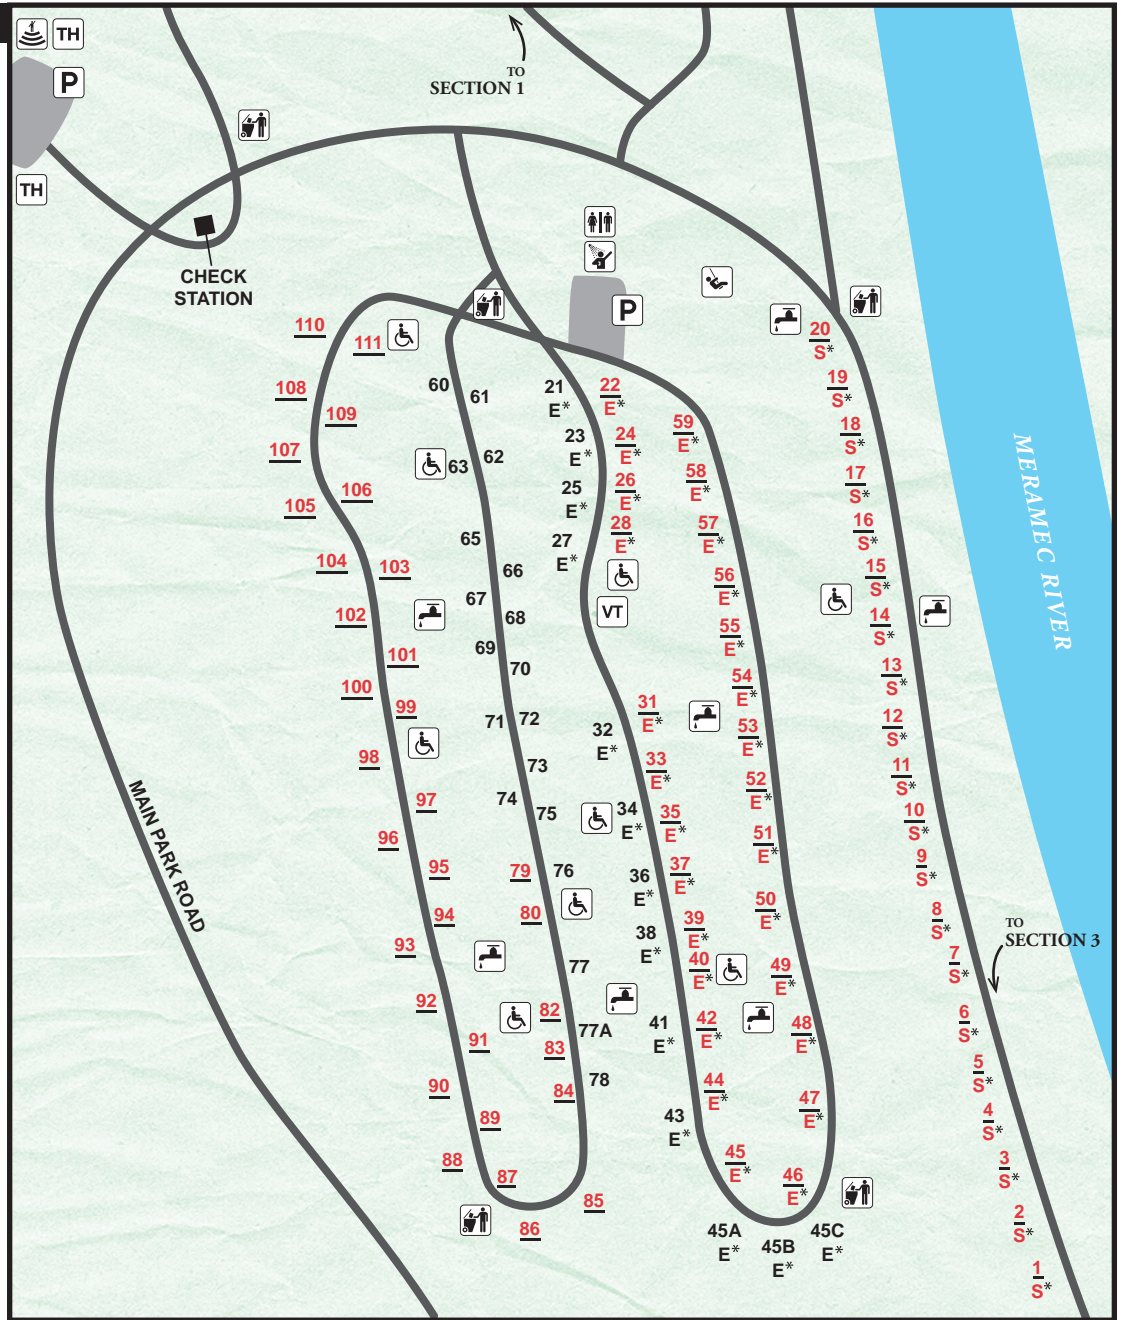 TH
P
TH
TO
SECTION 1
CHECK
STATION
P
MAIN PARK ROAD
MERAMEC RIVER
TO
SECTION 3
VT
110
111
108
109
107
106
105
104
103
102
101
100
99
98
97
96
95
94
93
92
91
90
89
88
87
86
85
60
61
62
63
65
66
67
68
69
70
71
72
73
74
75
76
79
80
77
82
77A
83
78
84
21
E*
22
E*
23
E*
24
E*
25
E*
26
E*
27
E*
28
E*
31
E*
32
E*
33
E*
34
E*
35
E*
36
E*
37
E*
38
E*
39
E*
40
E*
41
E*
42
E*
43
E*
44
E*
45
E*
45A
E*
45B
E*
45C
E*
46
E*
47
E*
48
E*
49
E*
50
E*
51
E*
52
E*
53
E*
54
E*
55
E*
56
E*
57
E*
58
E*
59
E*
20
S*
19
S*
18
S*
17
S*
16
S*
15
S*
14
S*
13
S*
12
S*
11
S*
10
S*
9
S*
8
S*
7
S*
6
S*
5
S*
4
S*
3
S*
2
S*
1
S*